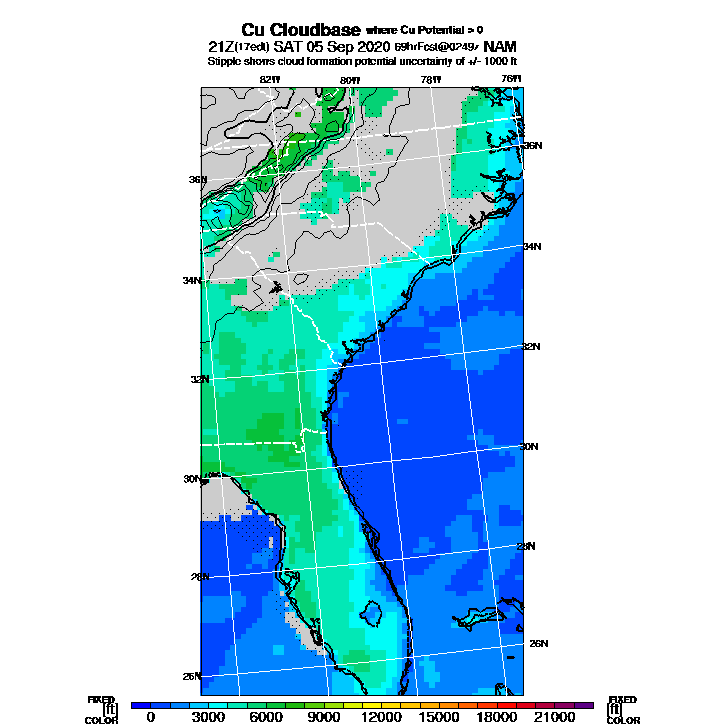 Cu Cloudbase where Cu Potential > 0
21Z(17edt) SAT 05 Sep 2020 69hrFcst@0249z NAM
Stipple shows cloud formation potential uncertainty of +/- 1000 ft
82W 80W 78W 76W
36N
36N
34N
34N
32N
32N
30N
30N
28N
28N
26N
26N
FIXED FIXED
[ft] [ft]
COLOR COLOR
0 3000 6000 9000 12000 15000 18000 21000